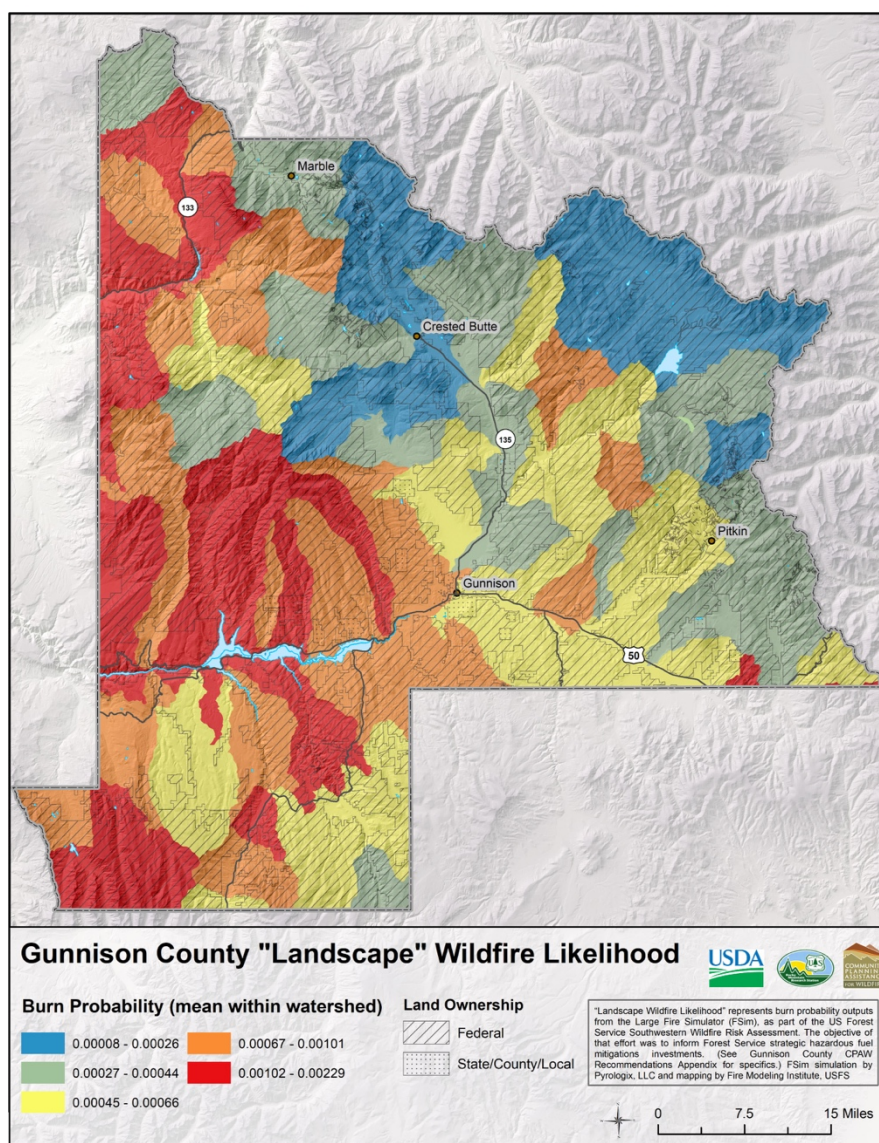 Marble
133
Crested Butte
135
Pitkin
Gunnison
50
Gunnison County "Landscape" Wildfire Likelihood
USDA
Burn Probability (mean within watershed)
0.00008 - 0.00026
0.00027 - 0.00044
0.00045 - 0.00066
0.00067 - 0.00101
0.00102 - 0.00229
Land Ownership
Federal
State/County/Local
COMMUNITY
PLANNING
ASSISTANCE
FOR WILDFIRE
"Landscape Wildfire Likelihood" represents burn probability outputs
from the Large Fire Simulator (FSim), as part of the US Forest
Service Southwestern Wildfire Risk Assessment. The objective of
that effort was to inform Forest Service strategic hazardous fuel
mitigations investments. (See Gunnison County CPAW
Recommendations Appendix for specifics.) FSim simulation by
Pyrologix, LLC and mapping by Fire Modeling Institute, USFS
0 7.5 15 Miles